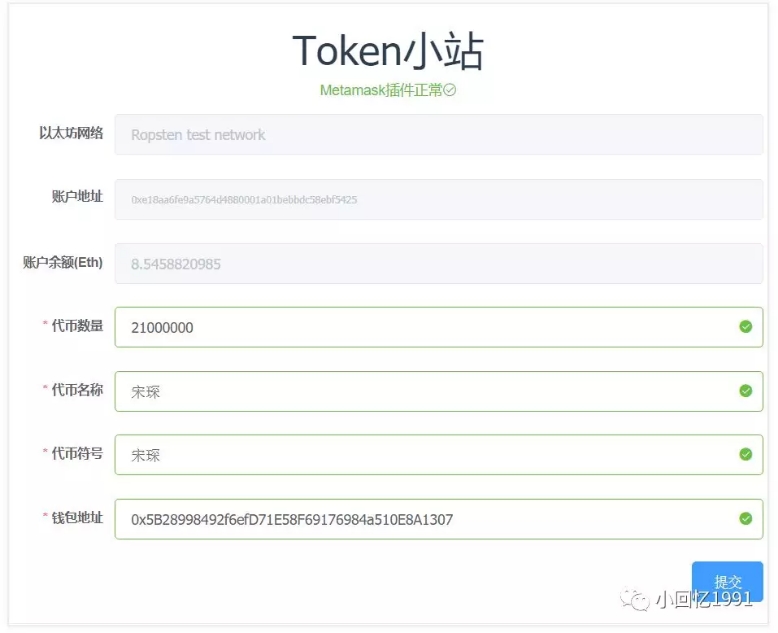 Token小站
Metamask插件正常
以太坊网络 Ropsten test network
账户地址 0xe18aa6fe9a5764d4880001a01bebbdc58ebf5425
账户余额(Eth) 8.5458820985
* 代币数量 21000000
* 代币名称 宋琛
* 代币符号 宋琛
* 钱包地址 0x5B28998492f6efD71E58F69176984a510E8A1307
提交
小回忆1991